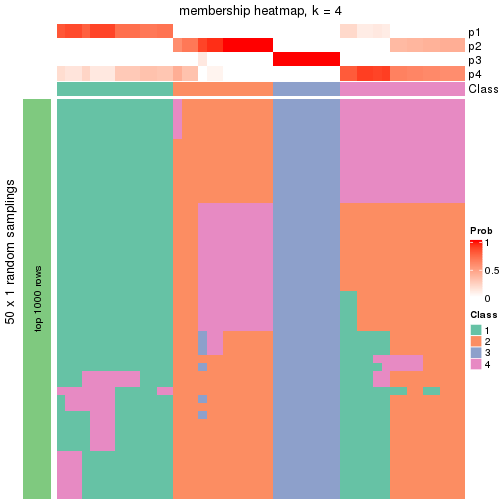 membership heatmap, k = 4
p1
p2
p3
p4
Class
50 x 1 random samplings
top 1000 rows
Prob
1
0.5
0
Class
1
2
3
4